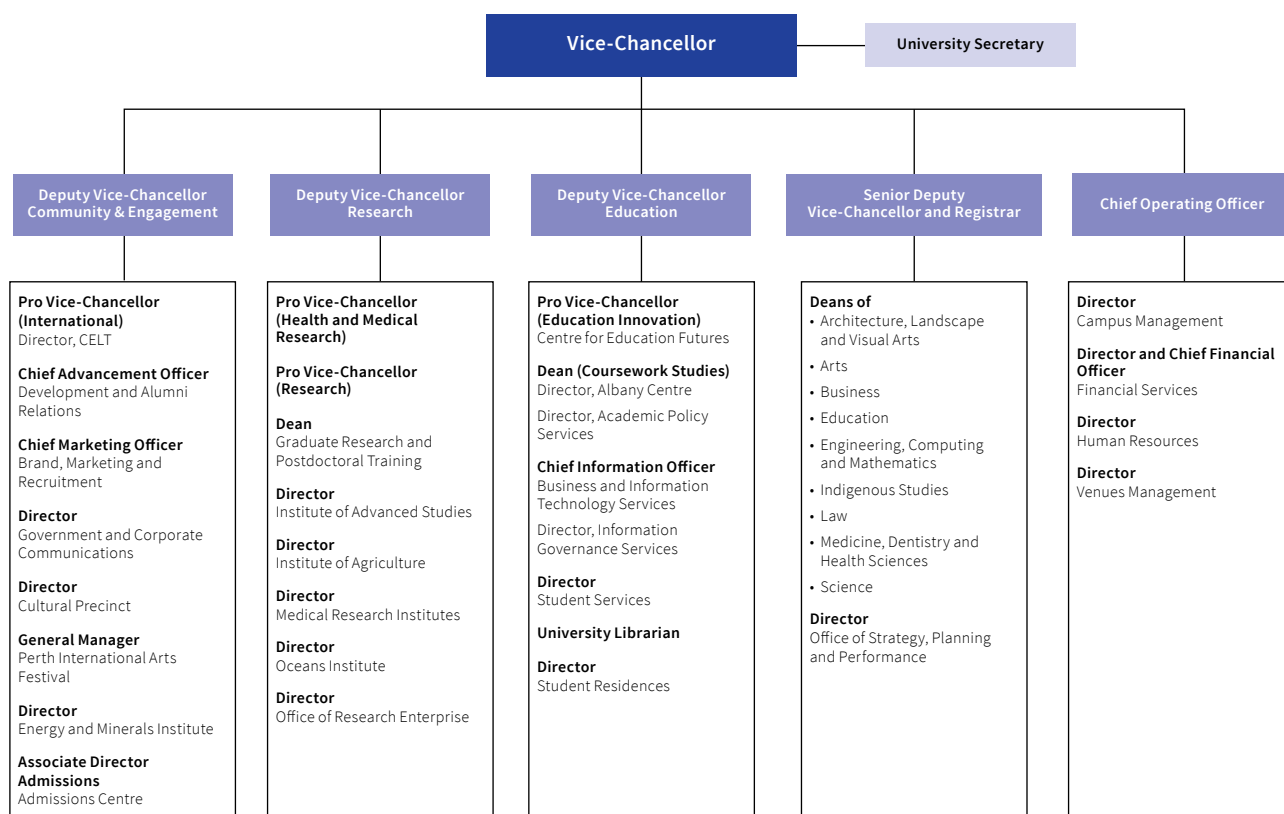 Vice-Chancellor
University Secretary
Deputy Vice-Chancellor
Community & Engagement
Pro Vice-Chancellor
(International)
Director, CELT
Chief Advancement Officer
Development and Alumni
Relations
Chief Marketing Officer
Brand, Marketing and
Recruitment
Director
Government and Corporate
Communications
Director
Cultural Precinct
General Manager
Perth International Arts
Festival
Director
Energy and Minerals Institute
Associate Director
Admissions
Admissions Centre
Deputy Vice-Chancellor
Research
Pro Vice-Chancellor
(Health and Medical
Research)
Pro Vice-Chancellor
(Research)
Dean
Graduate Research and
Postdoctoral Training
Director
Institute of Advanced Studies
Director
Institute of Agriculture
Director
Medical Research Institutes
Director
Oceans Institute
Director
Office of Research Enterprise
Deputy Vice-Chancellor
Education
Pro Vice-Chancellor
(Education Innovation)
Centre for Education Futures
Dean (Coursework Studies)
Director, Albany Centre
Director, Academic Policy
Services
Chief Information Officer
Business and Information
Technology Services
Director, Information
Governance Services
Director
Student Services
University Librarian
Director
Student Residences
Senior Deputy
Vice-Chancellor and Registrar
Deans of
• Architecture, Landscape
and Visual Arts
• Arts
• Business
• Education
• Engineering, Computing
and Mathematics
• Indigenous Studies
• Law
• Medicine, Dentistry and
Health Sciences
• Science
Director
Office of Strategy, Planning
and Performance
Chief Operating Officer
Director
Campus Management
Director and Chief Financial
Officer
Financial Services
Director
Human Resources
Director
Venues Management